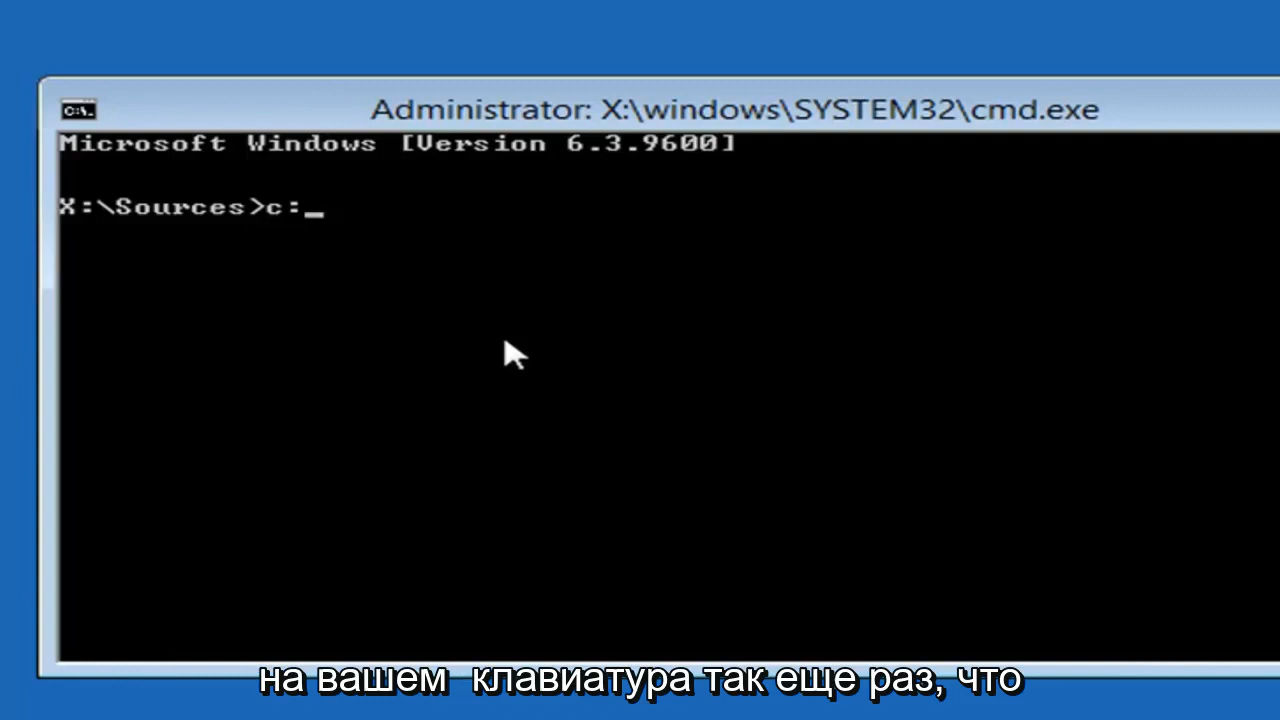 C:\.
Administrator: X:\windows\SYSTEM32\cmd.exe
Microsoft Windows [Version 6.3.9600]
X:\Sources>c:_
на вашем клавиатура так еще раз, что